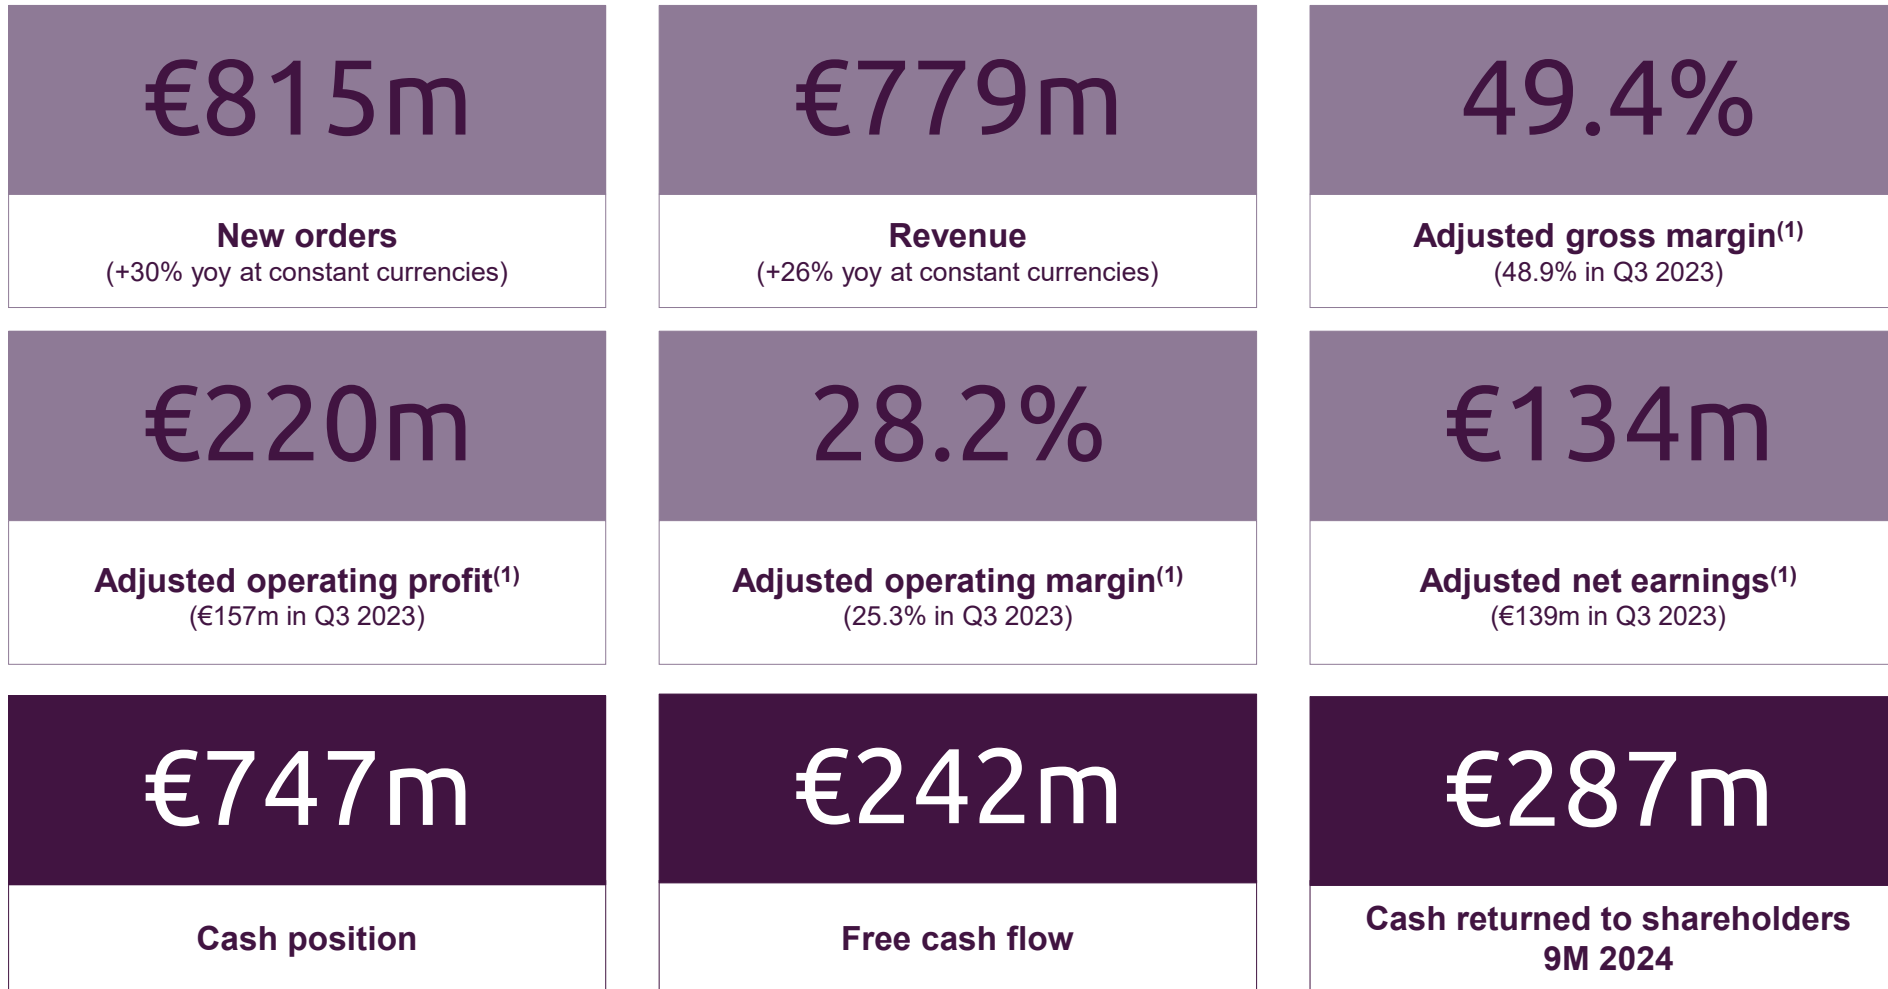 €815m
New orders
(+30% yoy at constant currencies)
€779m
Revenue
(+26% yoy at constant currencies)
49.4%
Adjusted gross margin(1)
(48.9% in Q3 2023)
€220m
Adjusted operating profit(1)
(€157m in Q3 2023)
28.2%
Adjusted operating margin(1)
(25.3% in Q3 2023)
€134m
Adjusted net earnings(1)
(€139m in Q3 2023)
€747m
Cash position
€242m
Free cash flow
€287m
Cash returned to shareholders
9M 2024